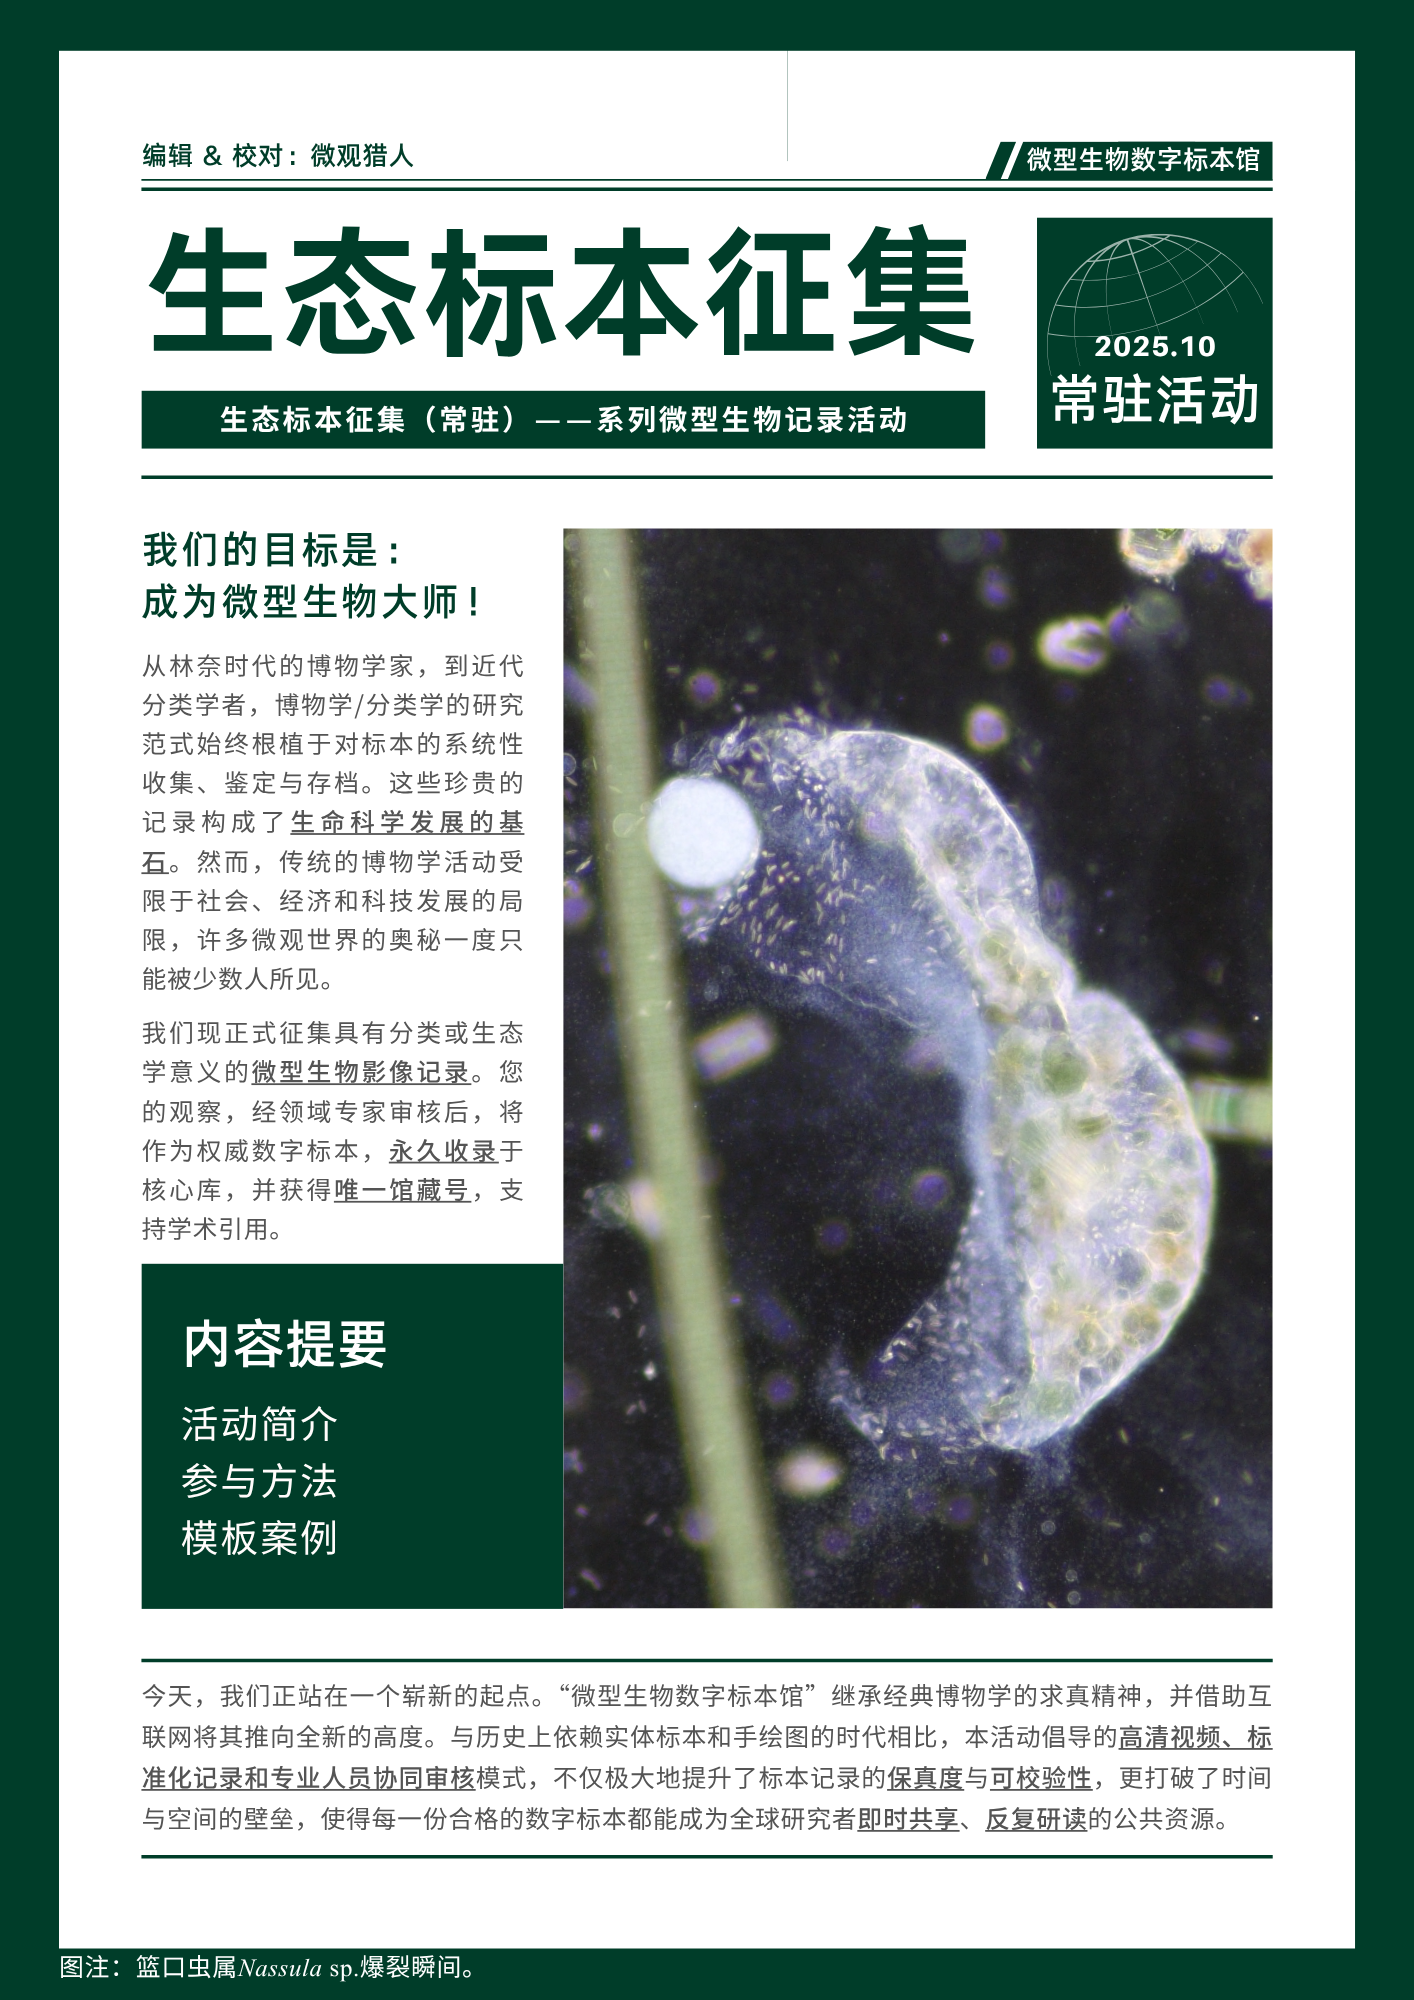 编辑 & 校对：微观猎人
微型生物数字标本馆
生态标本征集
2025.10
常驻活动
生态标本征集（常驻）——系列微型生物记录活动
我们的目标是：
成为微型生物大师！
从林奈时代的博物学家，到近代
分类学者，博物学/分类学的研究
范式始终根植于对标本的系统性
收集、鉴定与存档。这些珍贵的
记录构成了生命科学发展的基
石。然而，传统的博物学活动受
限于社会、经济和科技发展的局
限，许多微观世界的奥秘一度只
能被少数人所见。
我们现正式征集具有分类或生态
学意义的微型生物影像记录。您
的观察，经领域专家审核后，将
作为权威数字标本，永久收录于
核心库，并获得唯一馆藏号，支
持学术引用。
内容提要
活动简介
参与方法
模板案例
今天，我们正站在一个崭新的起点。“微型生物数字标本馆”继承经典博物学的求真精神，并借助互
联网将其推向全新的高度。与历史上依赖实体标本和手绘图的时代相比，本活动倡导的高清视频、标
准化记录和专业人员协同审核模式，不仅极大地提升了标本记录的保真度与可校验性，更打破了时间
与空间的壁垒，使得每一份合格的数字标本都能成为全球研究者即时共享、反复研读的公共资源。
图注：篮口虫属Nassula sp.爆裂瞬间。